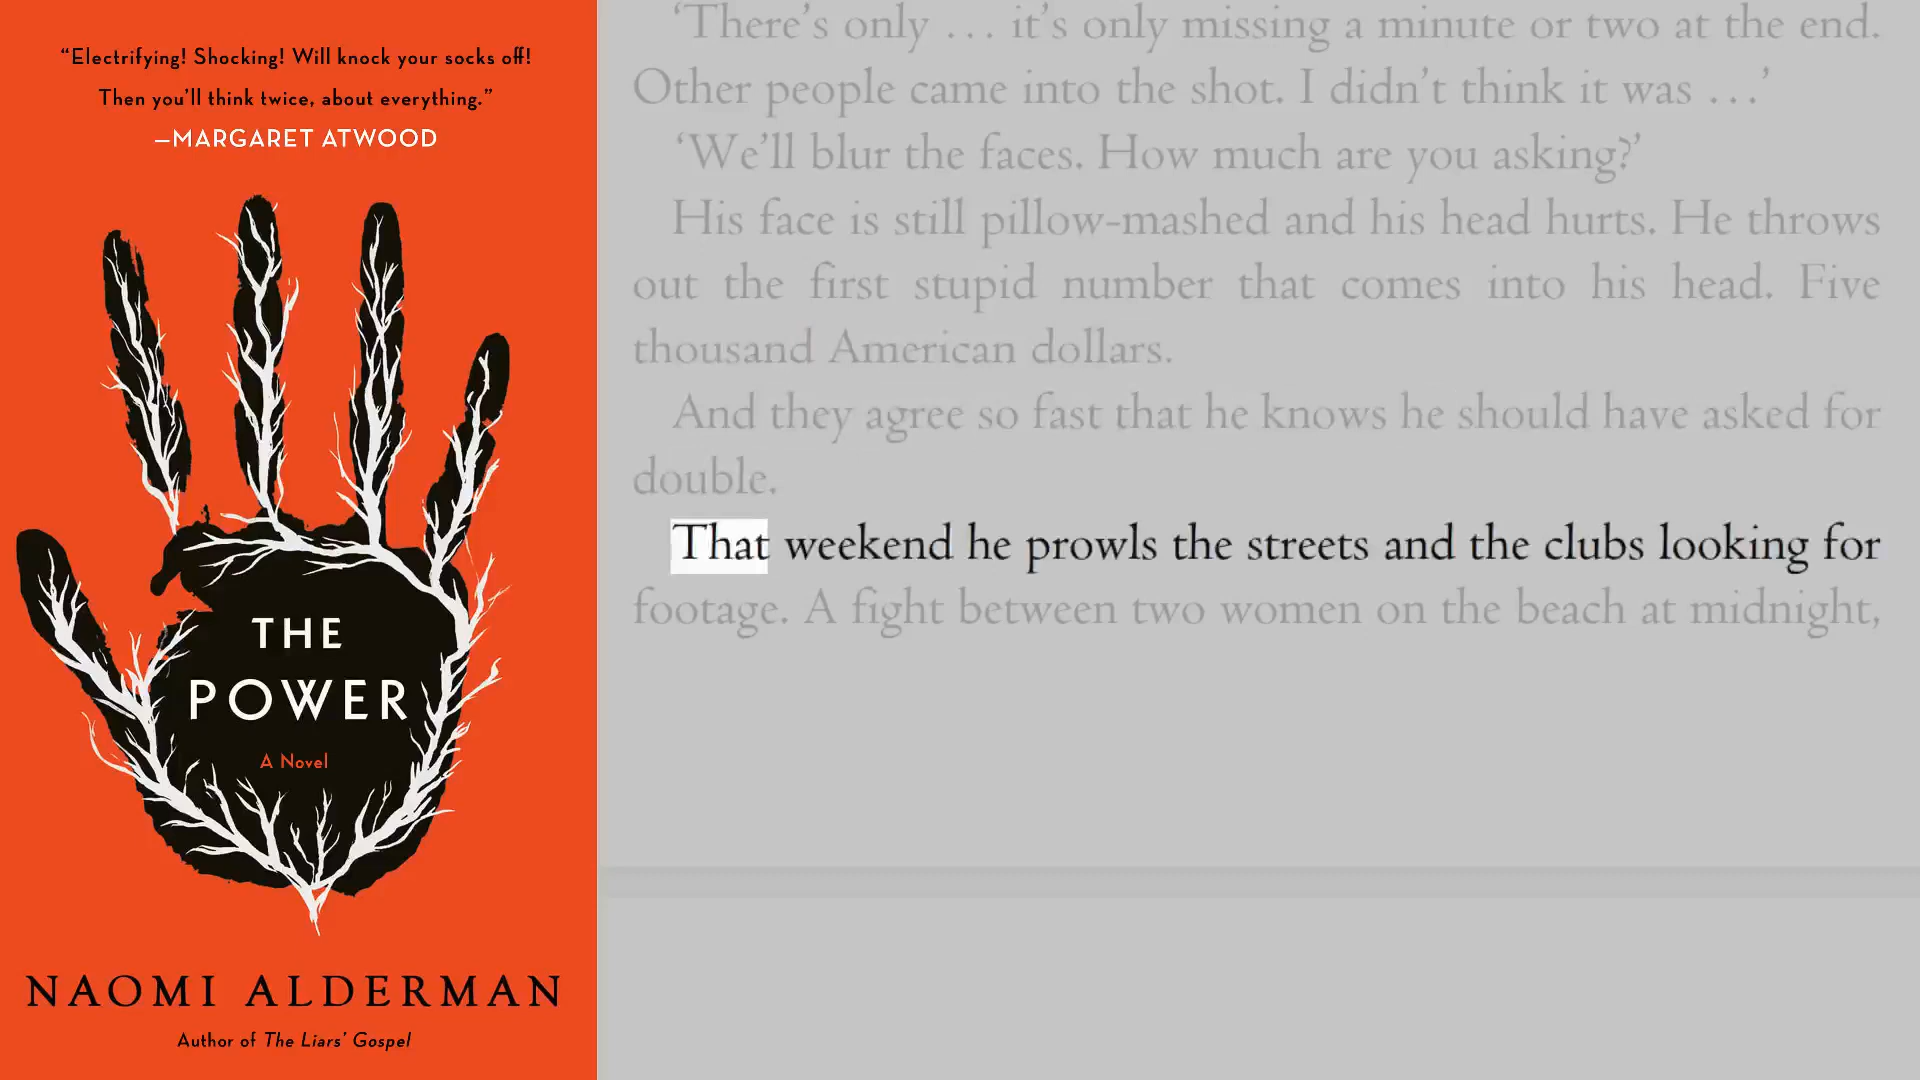 “Electrifying! Shocking! Will knock your socks off!
Then you’ll think twice, about everything.”
—MARGARET ATWOOD
THE
POWER
A Novel
NAOMI ALDERMAN
Author of The Liars’ Gospel
‘There’s only … it’s only missing a minute or two at the end.
Other people came into the shot. I didn’t think it was …’
‘We’ll blur the faces. How much are you asking?’
His face is still pillow-mashed and his head hurts. He throws
out the first stupid number that comes into his head. Five
thousand American dollars.
And they agree so fast that he knows he should have asked for
double.
That weekend he prowls the streets and the clubs looking for
footage. A fight between two women on the beach at midnight,